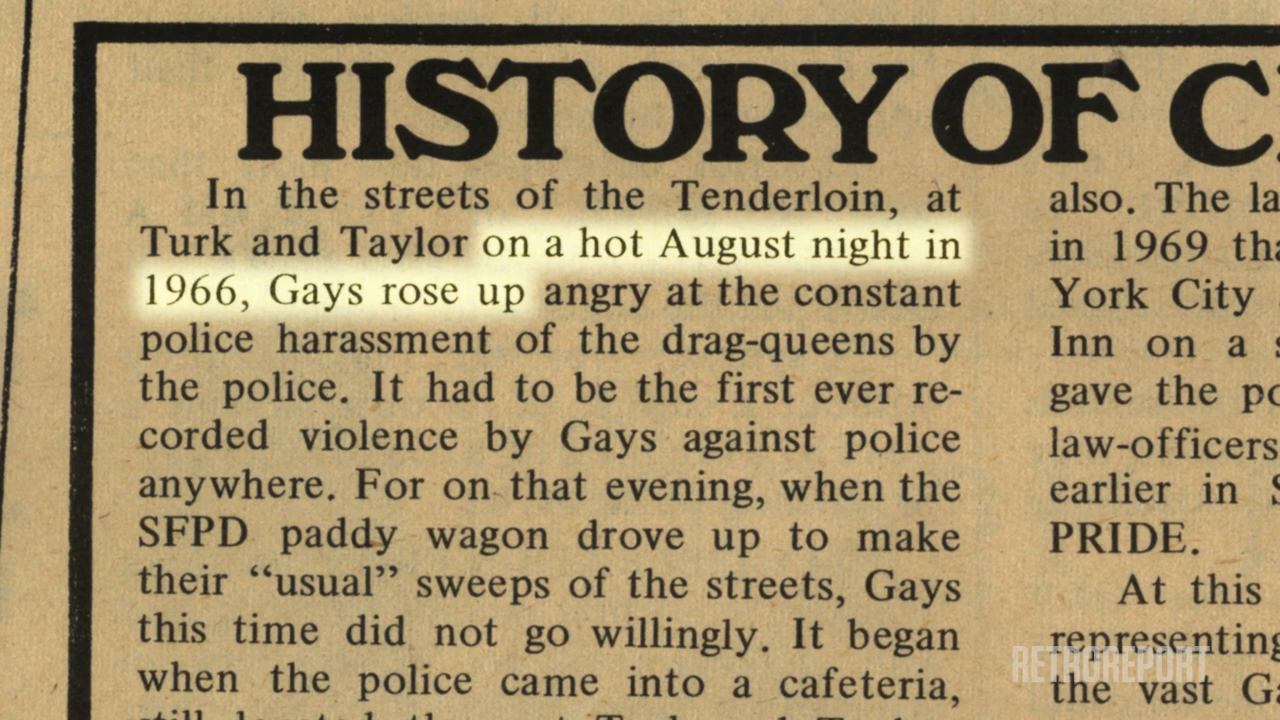 HISTORY OF
In the streets of the Tenderloin, at
Turk and Taylor on a hot August night in
1966, Gays rose up angry at the constant
police harassment of the drag-queens by
the police. It had to be the first ever re-
corded violence by Gays against police
anywhere. For on that evening, when the
SFPD paddy wagon drove up to make
their “usual” sweeps of the streets, Gays
this time did not go willingly. It began
when the police came into a cafeteria,
also. The
in 1969
York City
Inn on a
gave the
law-officers
earlier in
PRIDE.
At this
representing
the vast
RETROREPORT